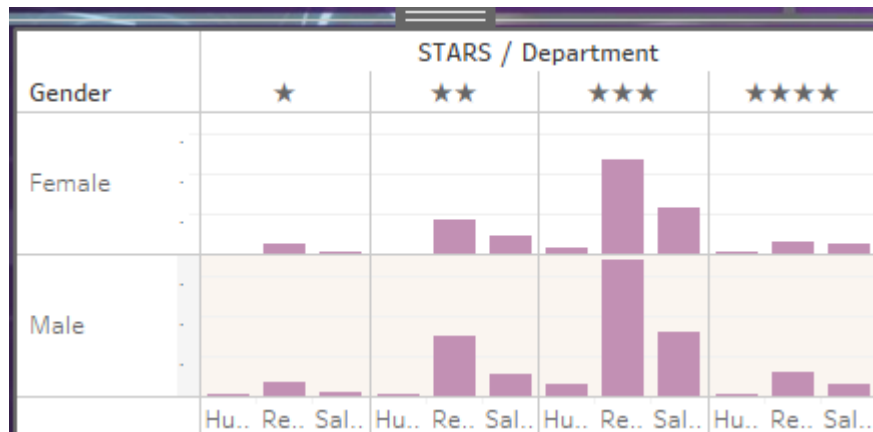 STARS / Department
Gender ★ ★★ ★★★ ★★★★
Female
Male
Hu.. Re.. Sal.. Hu.. Re.. Sal.. Hu.. Re.. Sal.. Hu.. Re.. Sal..